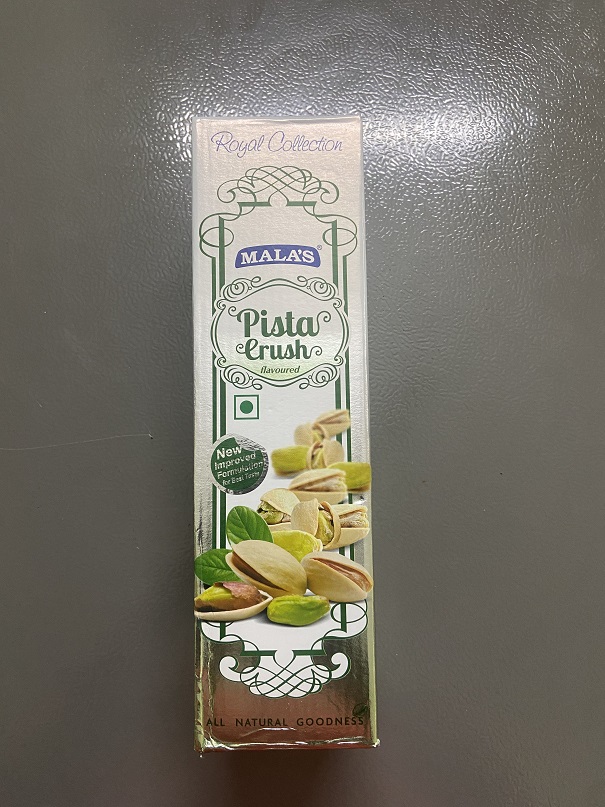 Royal Collection
MALA'S®
Pista
Crush
flavoured
New
Improved
Formulation
for Best Taste
ALL NATURAL GOODNESS